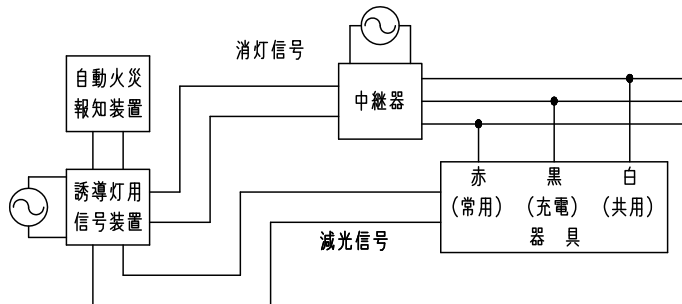 消灯信号
自動火災
報知装置
中継器
誘導灯用
信号装置
赤 黒 白
(常用) (充電) (共用)
器 具
減光信号